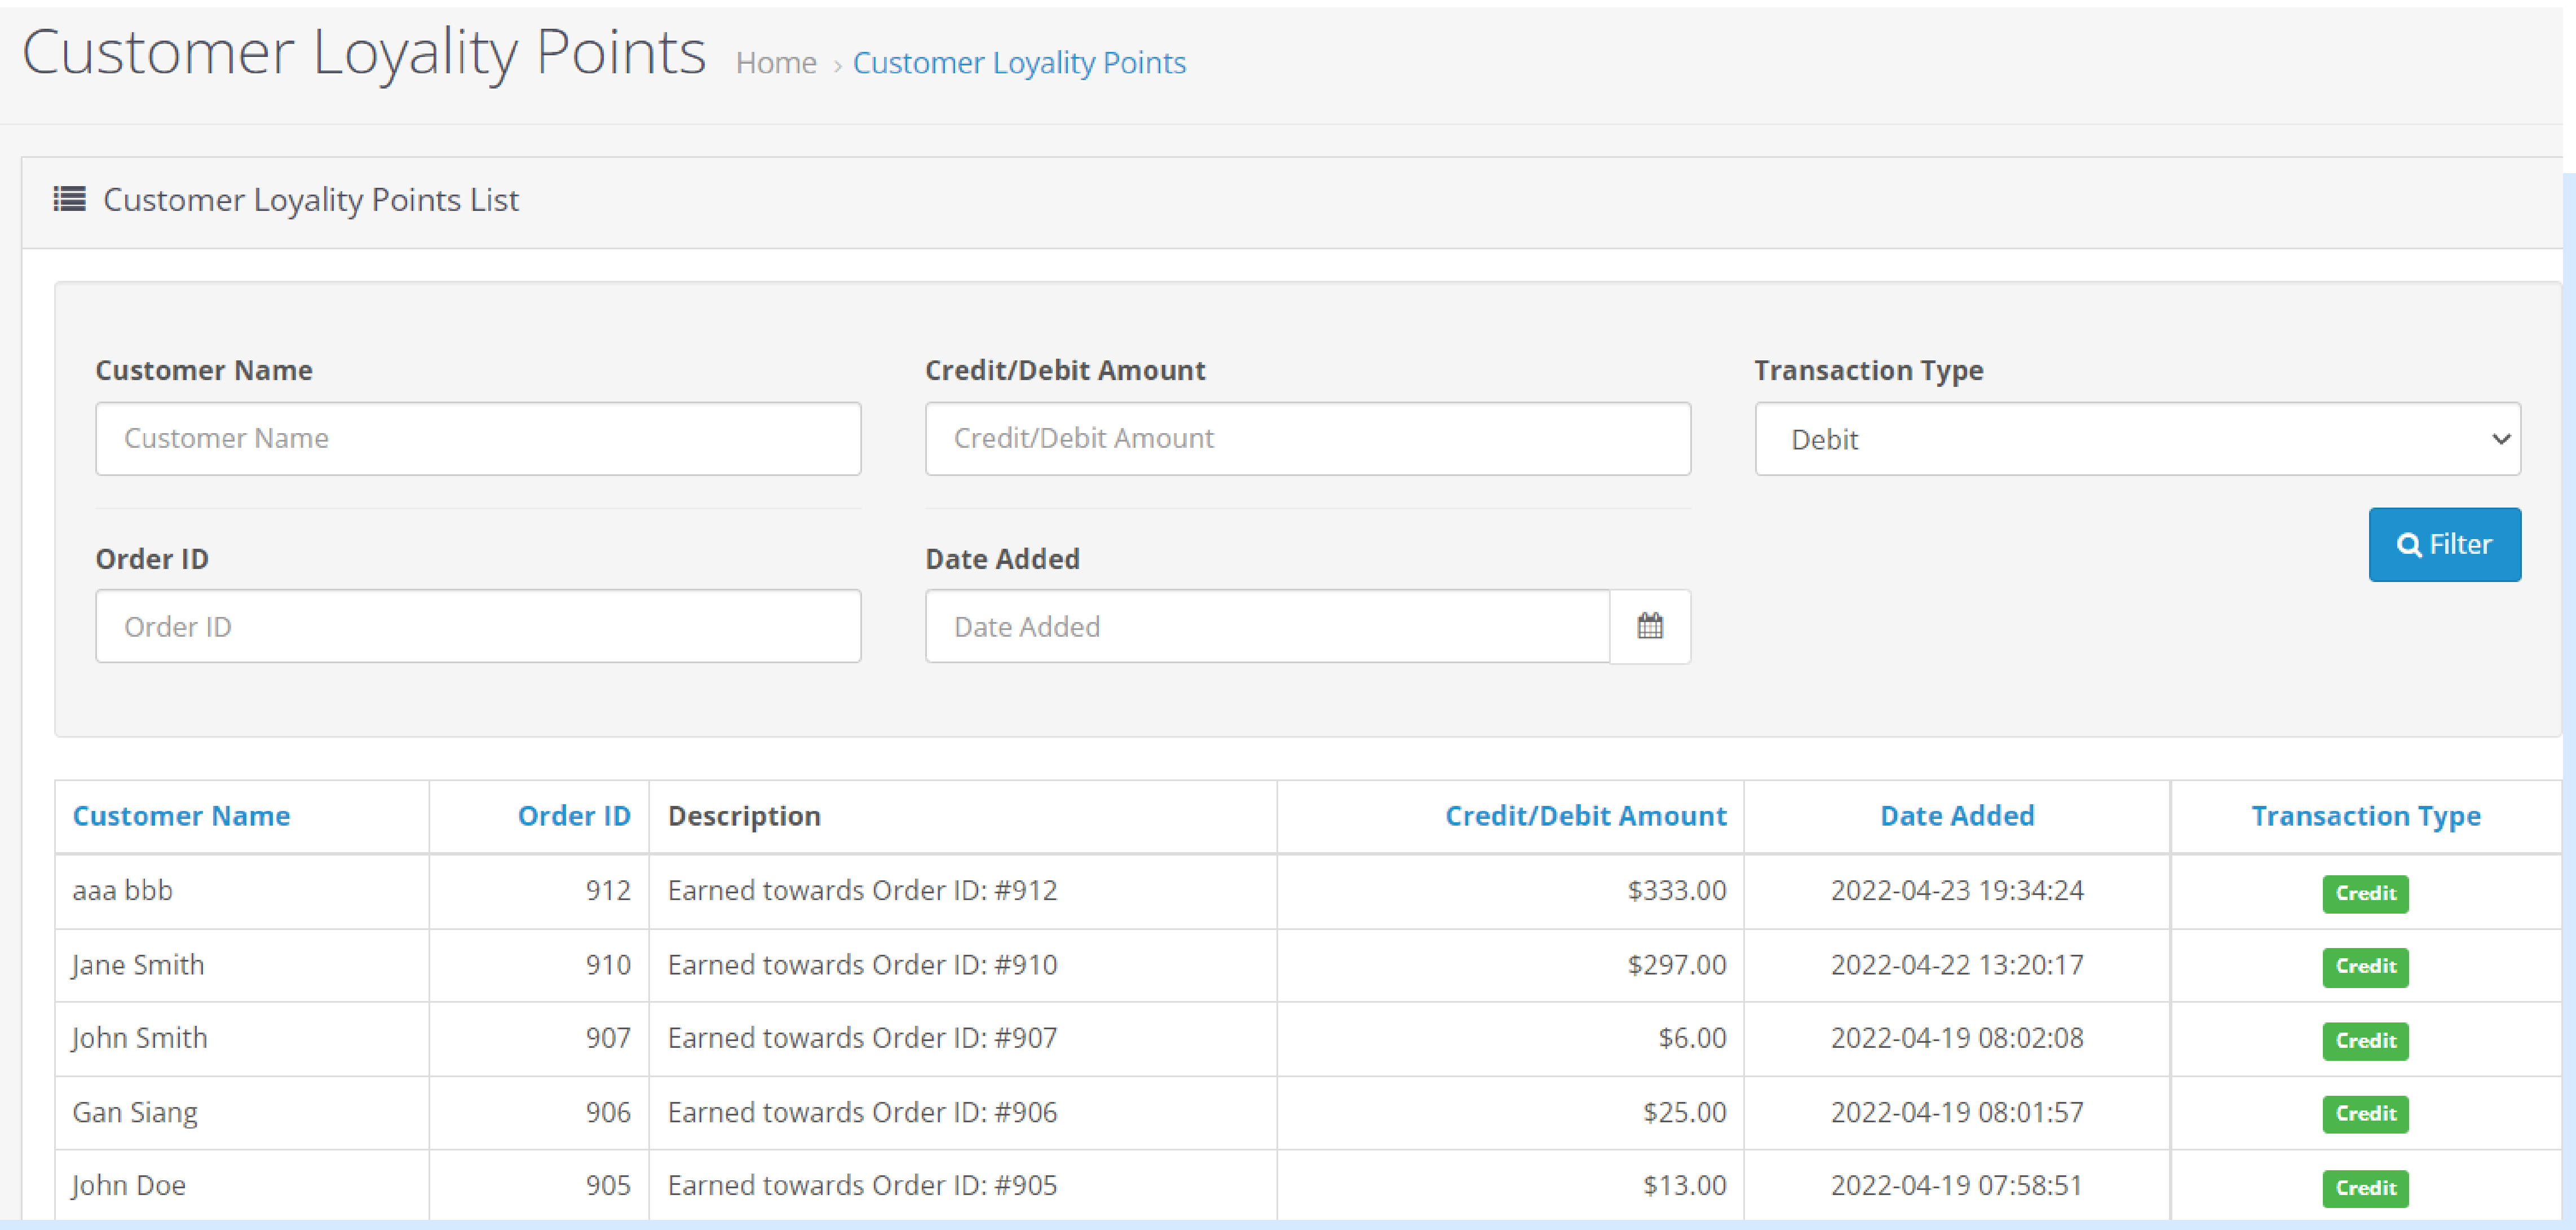 Customer Loyality Points Home › Customer Loyality Points
Customer Loyality Points List
Customer Name Credit/Debit Amount Transaction Type
Customer Name Credit/Debit Amount Debit
Order ID Date Added Filter
Order ID Date Added
Customer Name Order ID Description Credit/Debit Amount Date Added Transaction Type
aaa bbb 912 Earned towards Order ID: #912 $333.00 2022-04-23 19:34:24 Credit
Jane Smith 910 Earned towards Order ID: #910 $297.00 2022-04-22 13:20:17 Credit
John Smith 907 Earned towards Order ID: #907 $6.00 2022-04-19 08:02:08 Credit
Gan Siang 906 Earned towards Order ID: #906 $25.00 2022-04-19 08:01:57 Credit
John Doe 905 Earned towards Order ID: #905 $13.00 2022-04-19 07:58:51 Credit